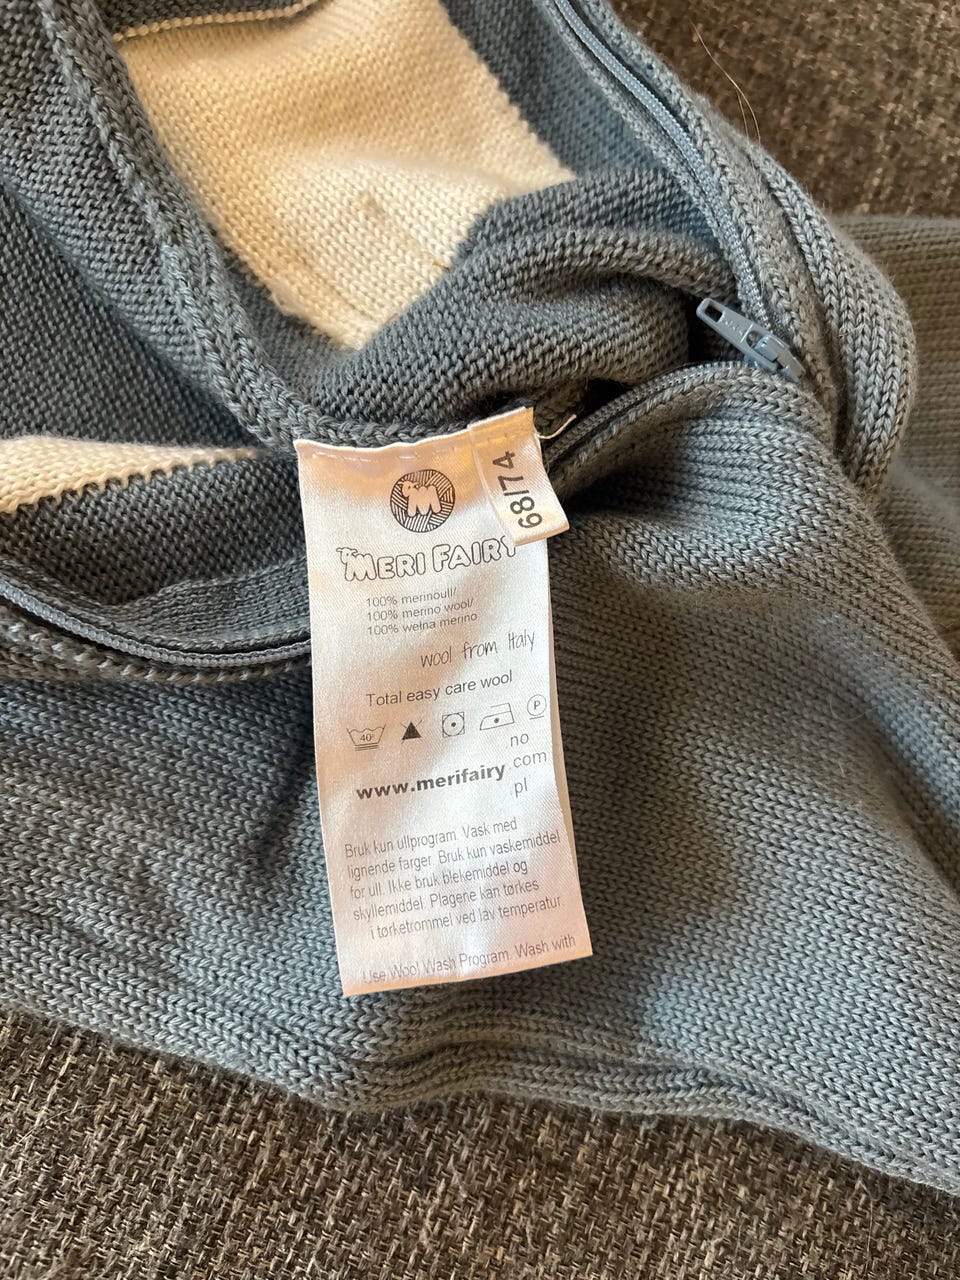 68/74
M
MERI FAIRY
100% merinoull/
100% merino wool/
100% wełna merino
wool from Italy
Total easy care wool
40°
P
www.merifairy
.no
.com
.pl
Bruk kun ullprogram. Vask med
lignende farger. Bruk kun vaskemiddel
for ull. Ikke bruk blekemiddel og
skyllemiddel. Plagene kan tørkes
i tørketrommel ved lav temperatur.
Use Wool Wash Program. Wash with